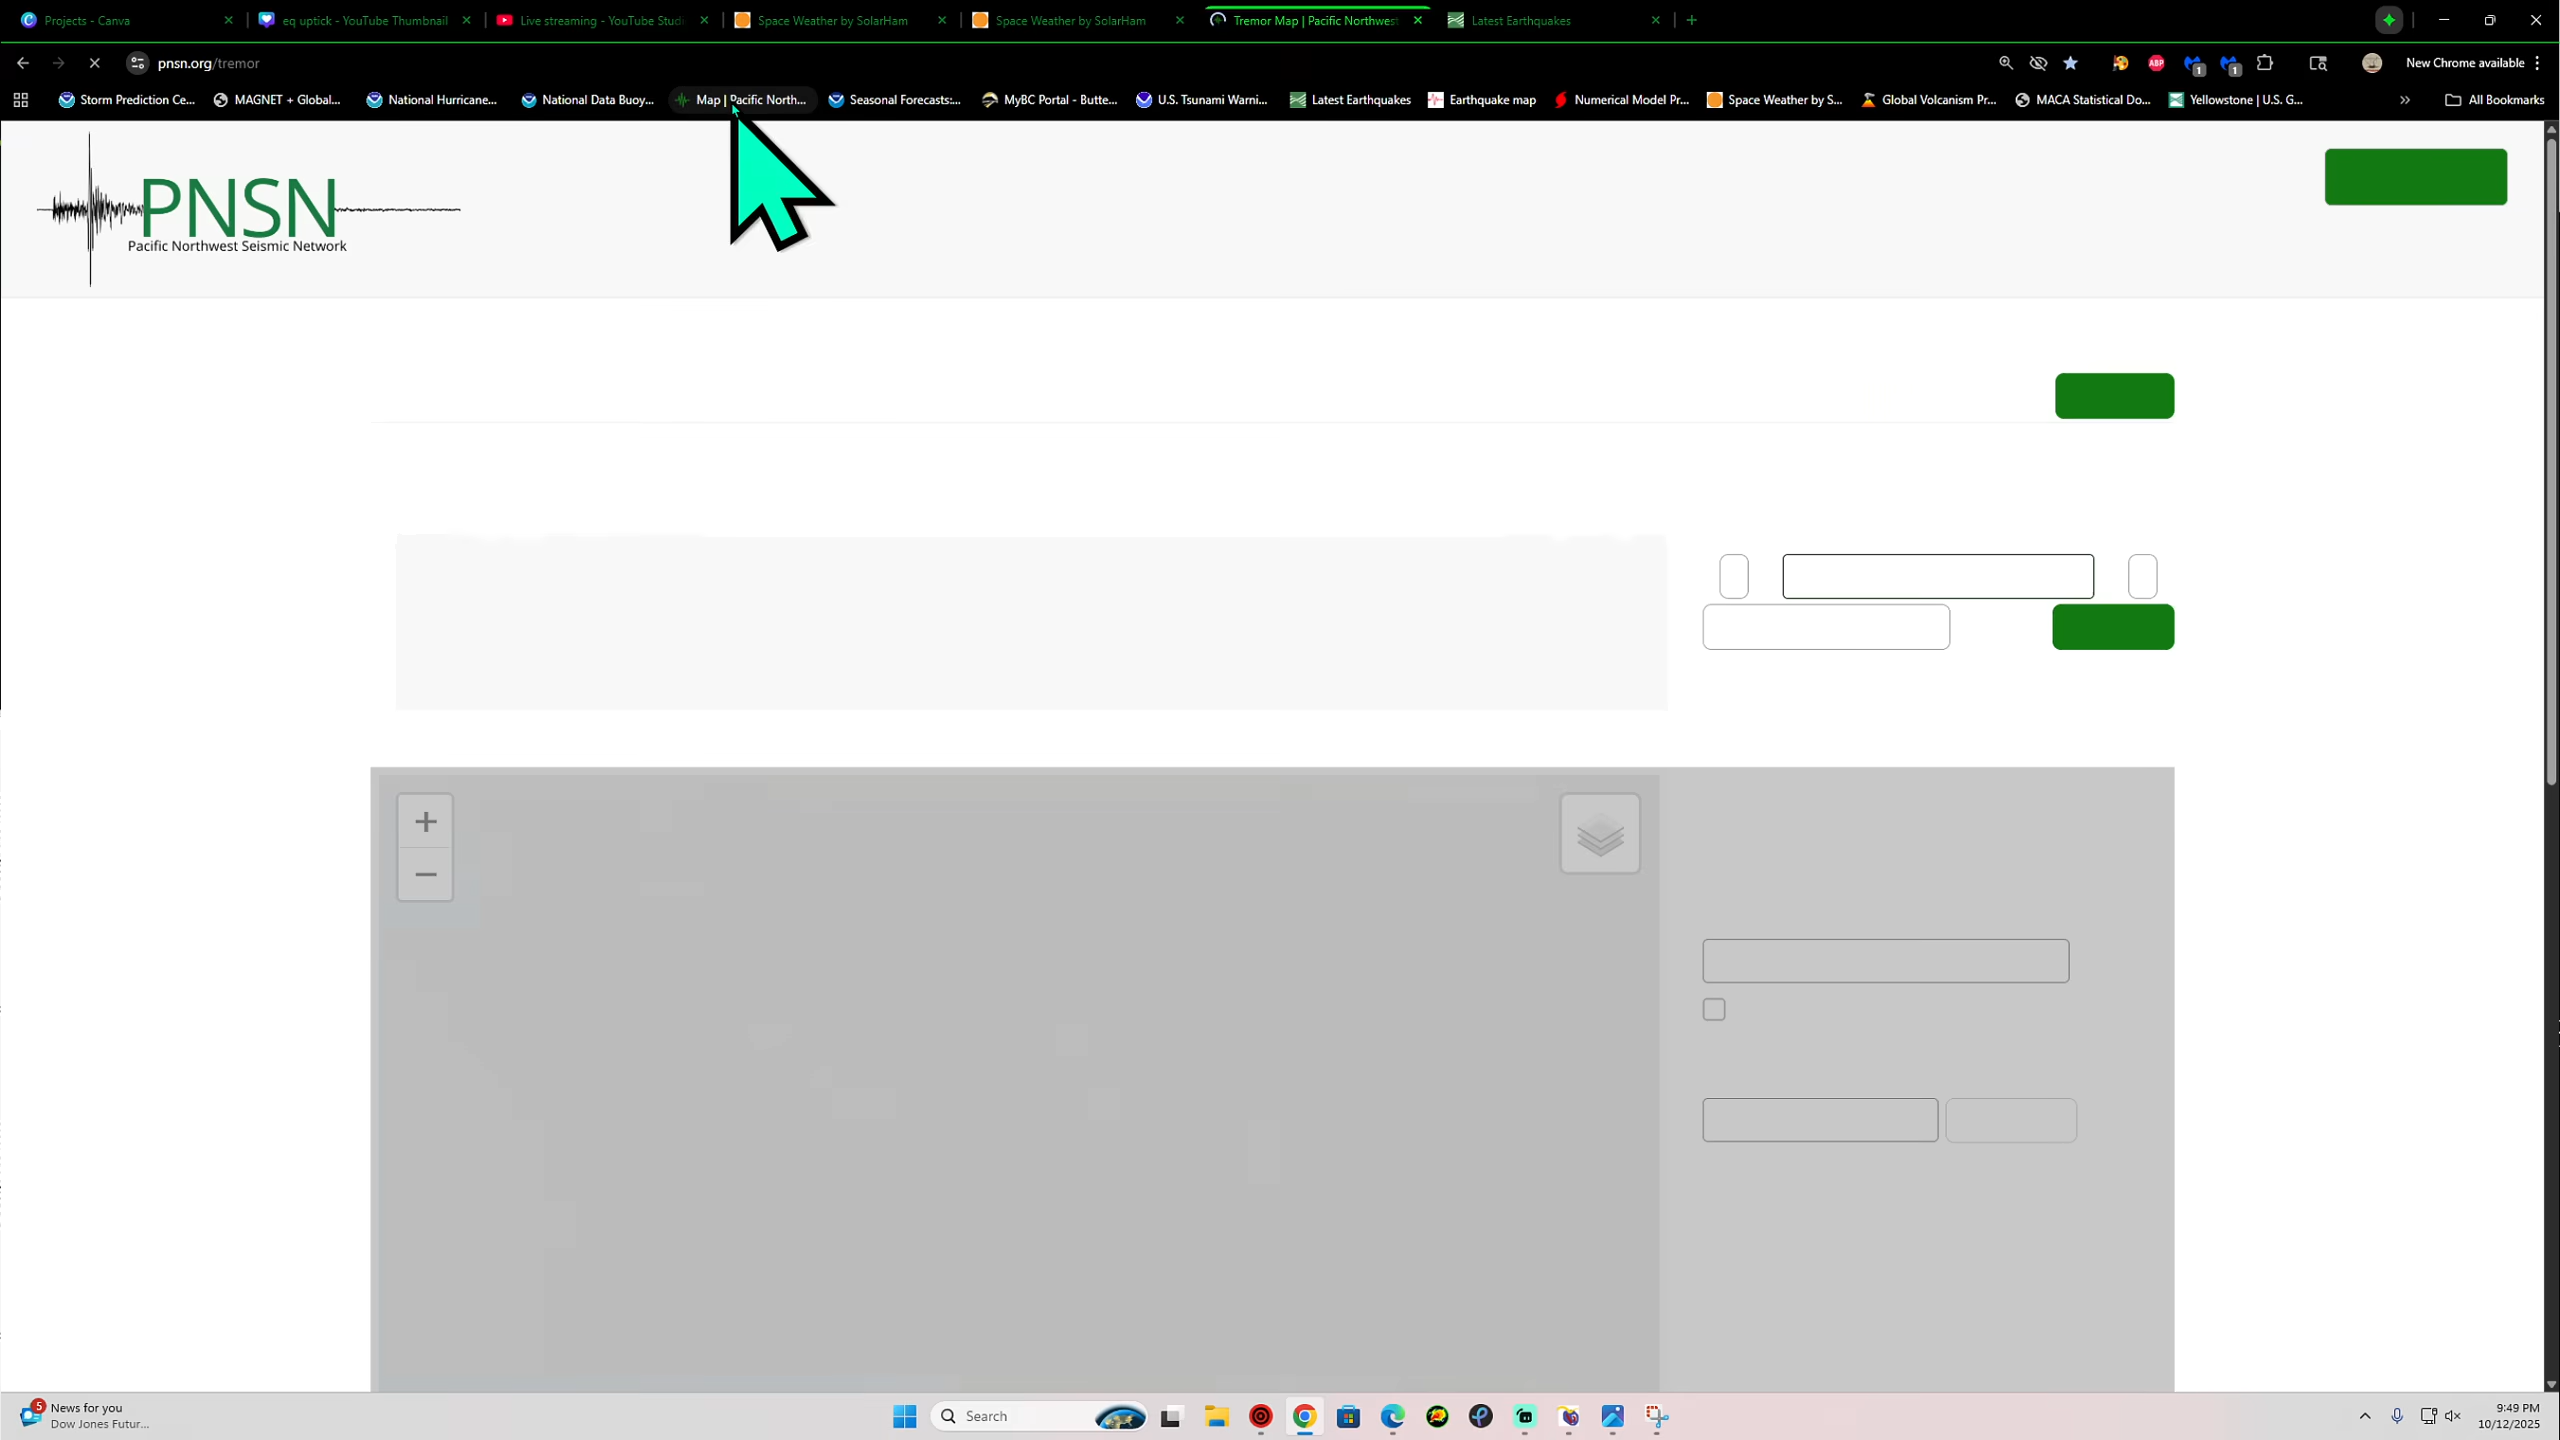 Projects - Canva
eq uptick - YouTube Thumbnail
Live streaming - YouTube Studi
Space Weather by SolarHam
Space Weather by SolarHam
Tremor Map | Pacific Northwest
Latest Earthquakes
pnsn.org/tremor
New Chrome available
Storm Prediction Ce...
MAGNET + Global...
National Hurricane...
National Data Buoy...
Map | Pacific North...
Seasonal Forecasts:...
MyBC Portal - Butte...
U.S. Tsunami Warni...
Latest Earthquakes
Earthquake map
Numerical Model Pr...
Space Weather by S...
Global Volcanism Pr...
MACA Statistical Do...
Yellowstone | U.S. G...
All Bookmarks
ABP
1
1
PNSN
Pacific Northwest Seismic Network
+
−
5
News for you
Dow Jones Futur...
Search
9:49 PM
10/12/2025